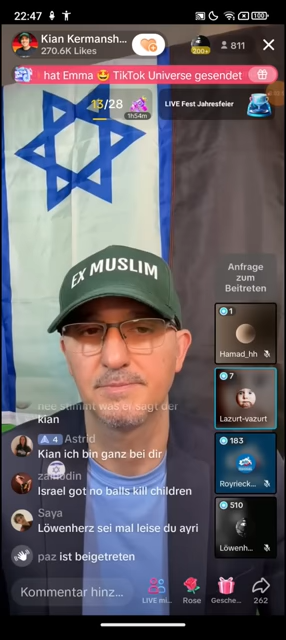 22:47
100
Kian Kermansh...
270.6K Likes
200+
811
hat Emma 🤩 TikTok Universe gesendet
13/28
1h54m
LIVE Fest Jahresfeier
EX MUSLIM
Anfrage
zum
Beitreten
1
Hamad_hh
7
Lazurt-vazurt
183
Royrieck...
510
Löwenh...
nee stimmt was er sagt der
kian
4 Astrid
Kian ich bin ganz bei dir
Israel got no balls kill children
Saya
Löwenherz sei mal leise du ayri
paz ist beigetreten
Kommentar hinz...
LIVE mi...
Rose
Gesche...
262